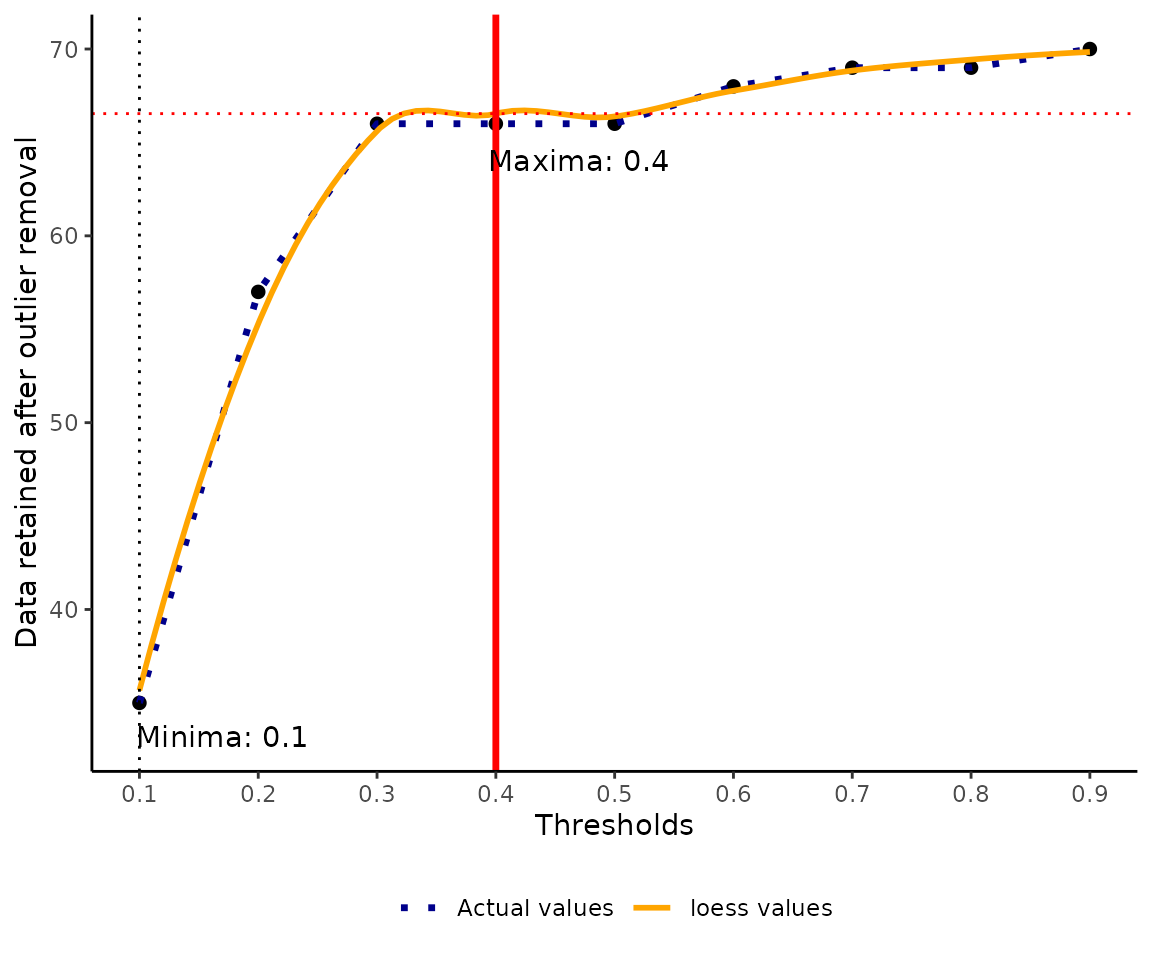 Data retained after outlier removal
70
60
50
40
Maxima: 0.4
Minima: 0.1
0.1 0.2 0.3 0.4 0.5 0.6 0.7 0.8 0.9
Thresholds
Actual values loess values